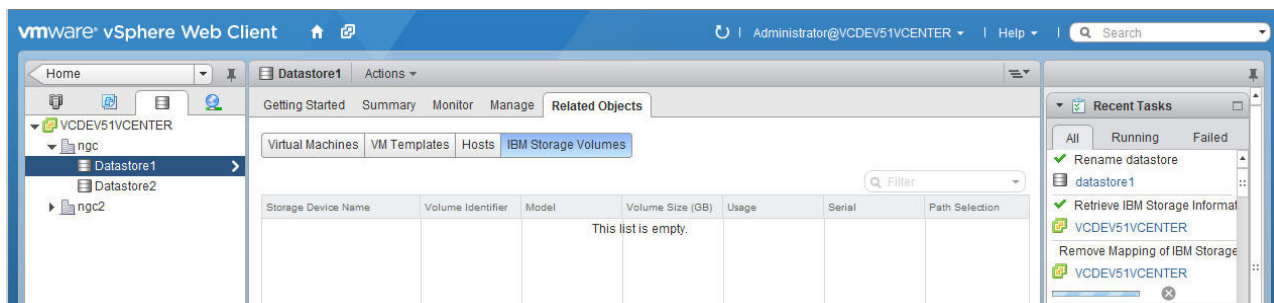 vmware® vSphere Web Client
Administrator@VCDEV51VCENTER
Help
Search
Home
VCDEV51VCENTER
ngc
Datastore1
Datastore2
ngc2
Datastore1
Actions
Getting Started
Summary
Monitor
Manage
Related Objects
Virtual Machines
VM Templates
Hosts
IBM Storage Volumes
Filter
Storage Device Name
Volume Identifier
Model
Volume Size (GB)
Usage
Serial
Path Selection
This list is empty.
Recent Tasks
All
Running
Failed
Rename datastore
datastore1
Retrieve IBM Storage Informat
VCDEV51VCENTER
Remove Mapping of IBM Storage
VCDEV51VCENTER